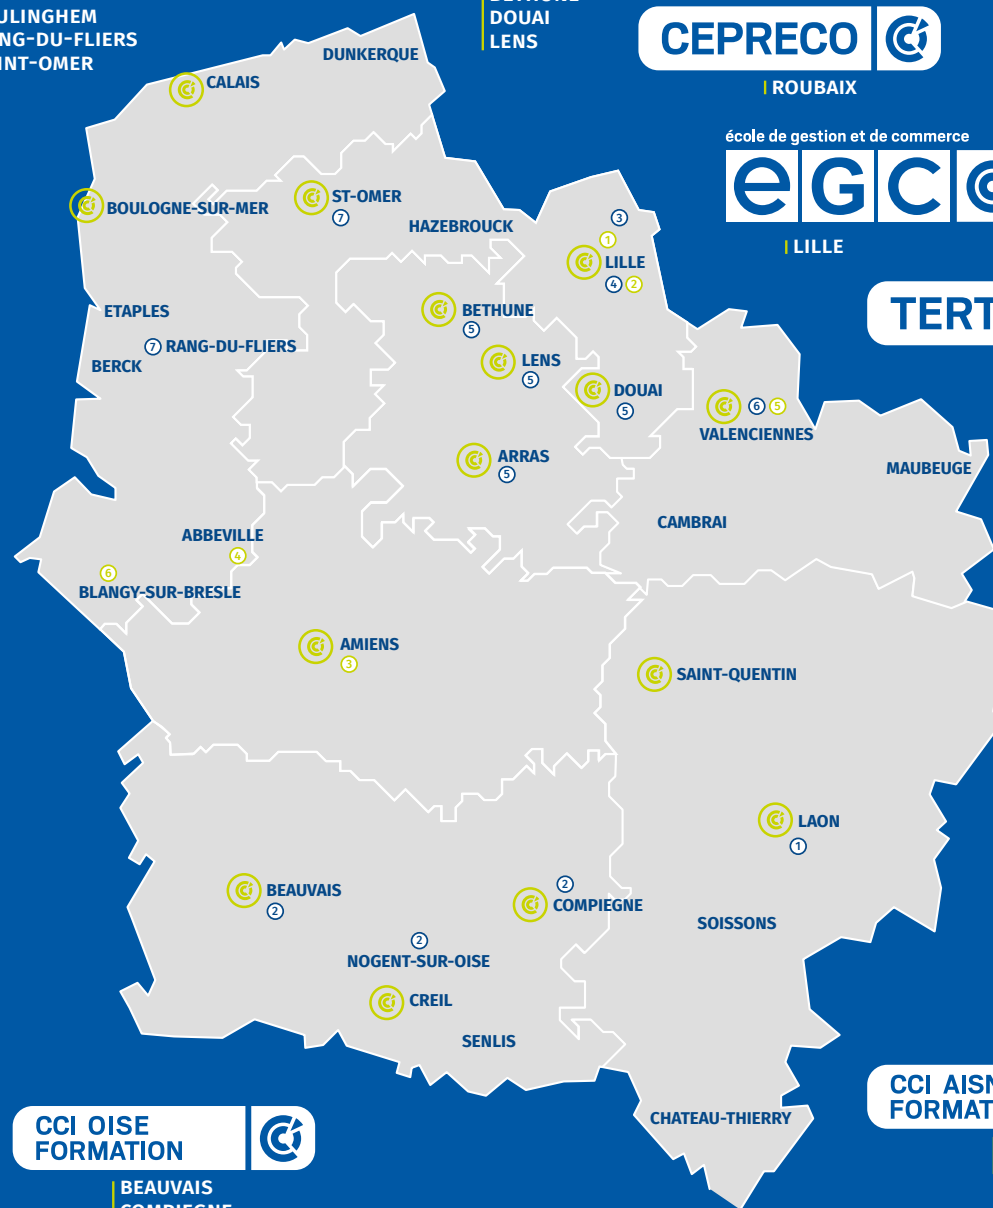 DOUAI
LENS
CEPRECO
ROUBAIX
école de gestion et de commerce
eGC
LILLE
DUNKERQUE
CALAIS
BOULOGNE-SUR-MER
ST-OMER
7
HAZEBROUCK
3
1
LILLE
4 2
ETAPLES
7 RANG-DU-FLIERS
BERCK
BETHUNE
5
LENS
5
DOUAI
5
ARRAS
5
6 5
VALENCIENNES
MAUBEUGE
CAMBRAI
ABBEVILLE
4
6
BLANGY-SUR-BRESLE
AMIENS
3
SAINT-QUENTIN
LAON
1
BEAUVAIS
2
2
COMPIEGNE
SOISSONS
2
NOGENT-SUR-OISE
CREIL
SENLIS
CHATEAU-THIERRY
CCI OISE
FORMATION
BEAUVAIS
CCI